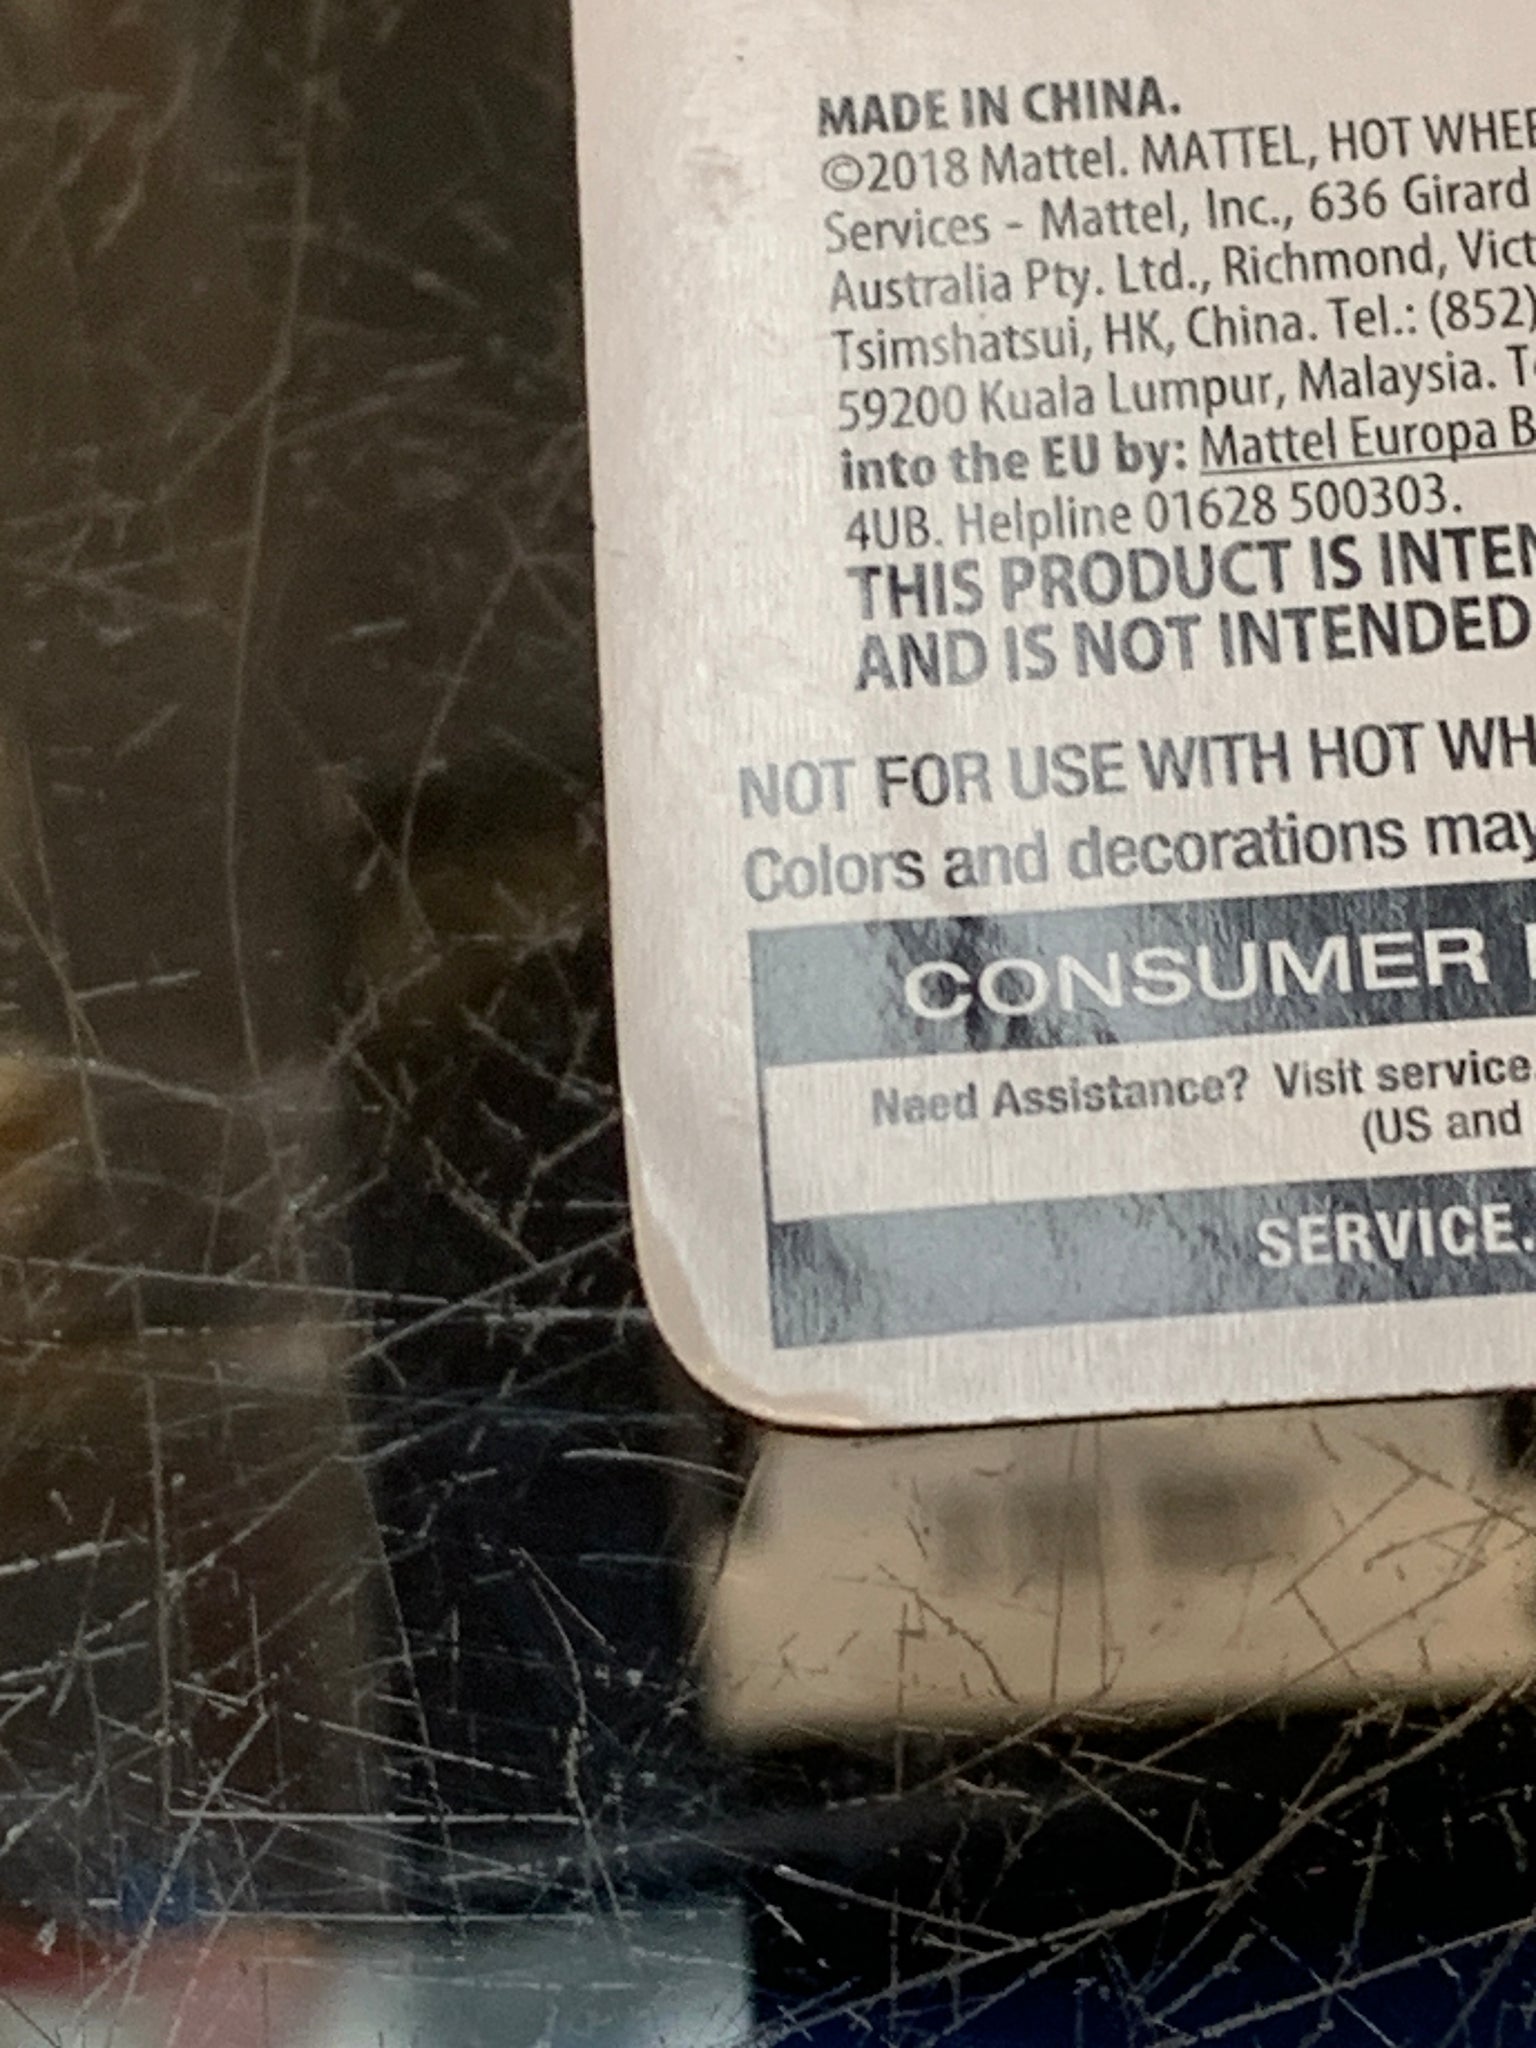 MADE IN CHINA.
©2018 Mattel. MATTEL, HOT WHEE
Services - Mattel, Inc., 636 Girard
Australia Pty. Ltd., Richmond, Vict
Tsimshatsui, HK, China. Tel.: (852)
59200 Kuala Lumpur, Malaysia. T
into the EU by: Mattel Europa B
4UB. Helpline 01628 500303.
THIS PRODUCT IS INTEN
AND IS NOT INTENDED
NOT FOR USE WITH HOT WH
Colors and decorations may
CONSUMER
Need Assistance? Visit service.
(US and
SERVICE.